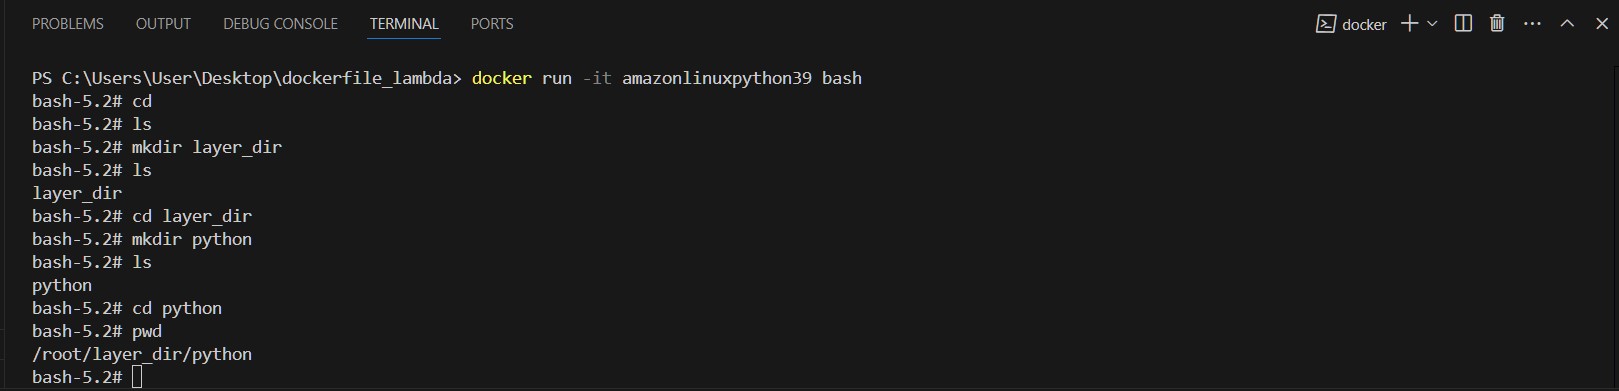 PROBLEMS OUTPUT DEBUG CONSOLE TERMINAL PORTS docker
PS C:\Users\User\Desktop\dockerfile_lambda> docker run -it amazonlinuxpython39 bash
bash-5.2# cd
bash-5.2# ls
bash-5.2# mkdir layer_dir
bash-5.2# ls
layer_dir
bash-5.2# cd layer_dir
bash-5.2# mkdir python
bash-5.2# ls
python
bash-5.2# cd python
bash-5.2# pwd
/root/layer_dir/python
bash-5.2#